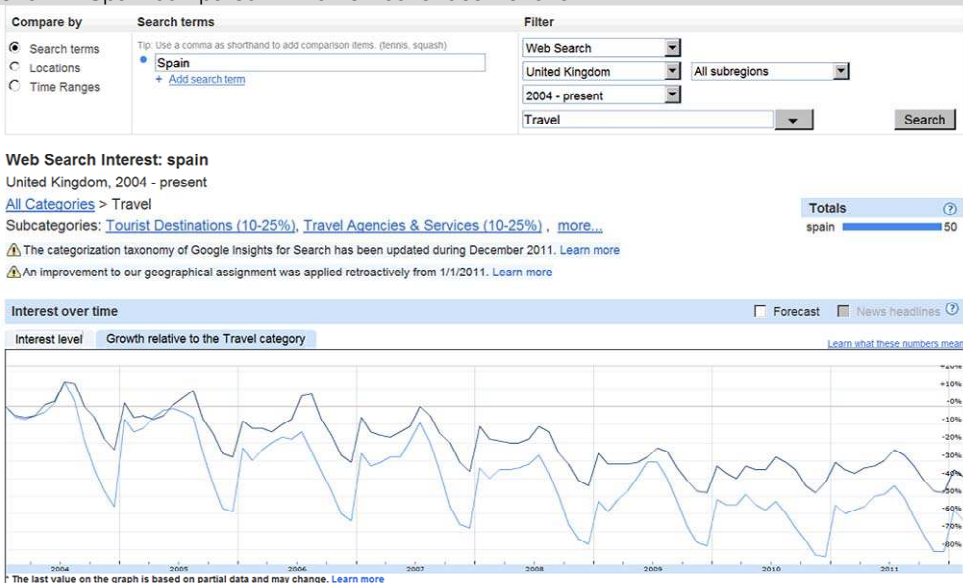 Compare by Search terms Filter
Search terms
Locations
Time Ranges
Tip: Use a comma as shorthand to add comparison items. (tennis, squash)
Spain
+ Add search term
Web Search
United Kingdom All subregions
2004 - present
Travel Search
Web Search Interest: spain
United Kingdom, 2004 - present
All Categories > Travel
Subcategories: Tourist Destinations (10-25%), Travel Agencies & Services (10-25%) , more...
Totals ?
spain 50
The categorization taxonomy of Google Insights for Search has been updated during December 2011. Learn more
An improvement to our geographical assignment was applied retroactively from 1/1/2011. Learn more
Interest over time Forecast News headlines ?
Interest level Growth relative to the Travel category
Learn what these numbers mean
+20%
+10%
-0%
-10%
-20%
-30%
-40%
-50%
-60%
-70%
-80%
2004 2005 2006 2007 2008 2009 2010 2011
* The last value on the graph is based on partial data and may change. Learn more